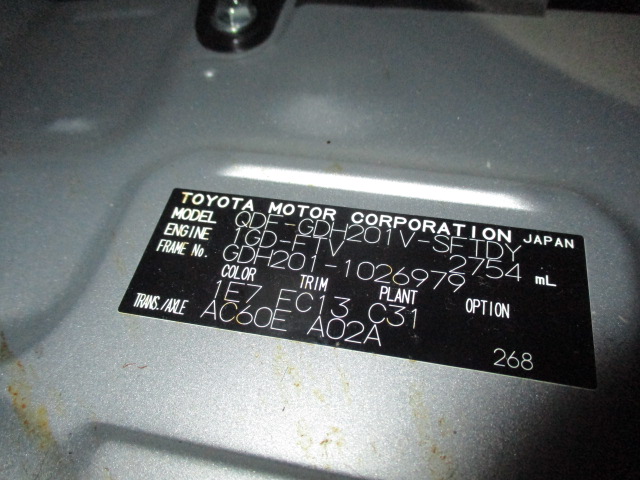 TOYOTA MOTOR CORPORATION JAPAN
MODEL QDF-GDH201V-SFTDY
ENGINE 1GD-FTV 2754 mL
FRAME No. GDH201-1026979
COLOR TRIM PLANT OPTION
1E7 FC13 C31
TRANS./AXLE AC60E A02A
268